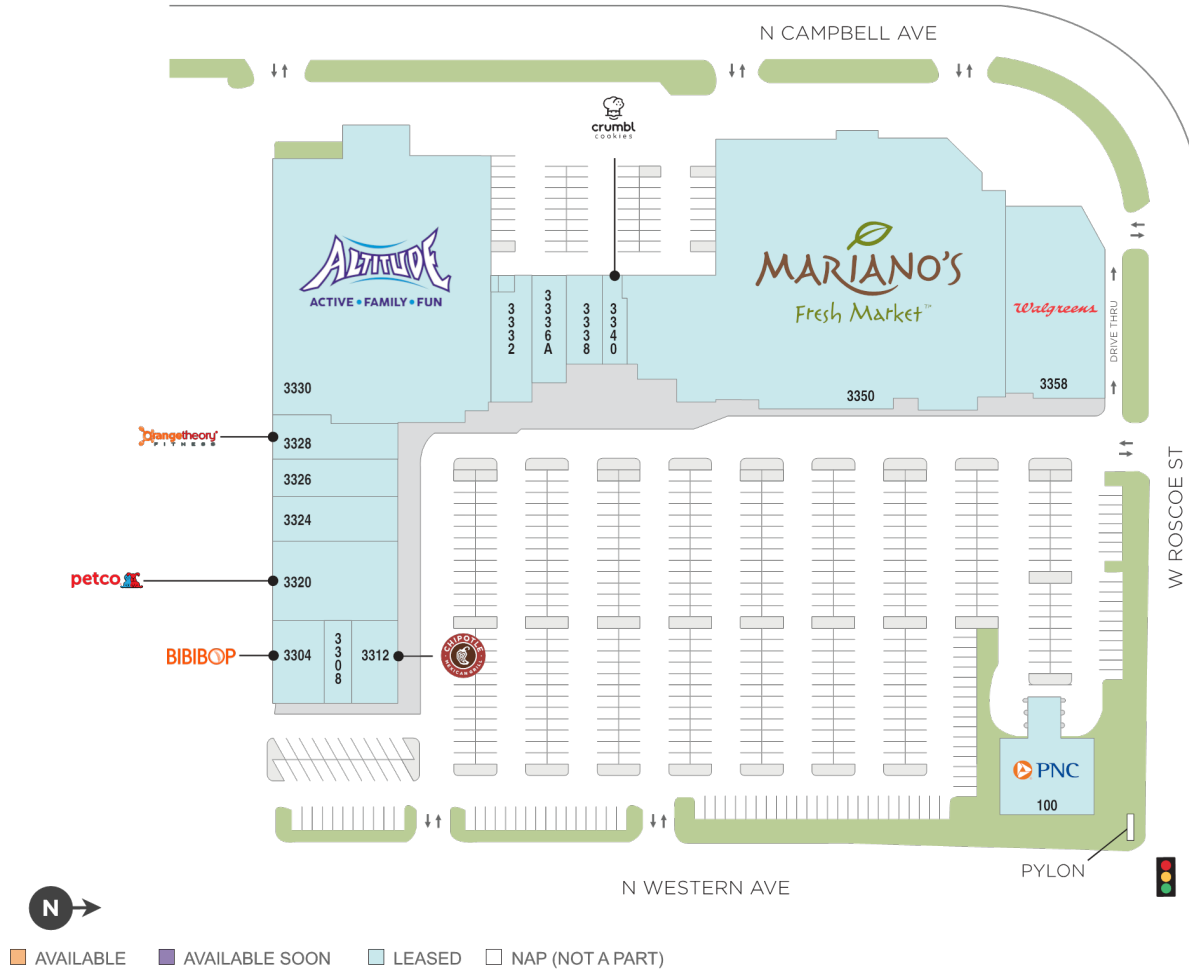 N CAMPBELL AVE
crumbl
cookies
ALTITUDE
ACTIVE • FAMILY • FUN
MARIANO'S
Fresh Market™
Walgreens
DRIVE THRU
3332
3336A
3338
3340
3330
3350
3358
orangetheory®
FITNESS
3328
3326
3324
W ROSCOE ST
petco
3320
BIBIBOP
3304
3308
3312
CHIPOTLE
MEXICAN GRILL
PNC
100
PYLON
N WESTERN AVE
N
AVAILABLE
AVAILABLE SOON
LEASED
NAP (NOT A PART)